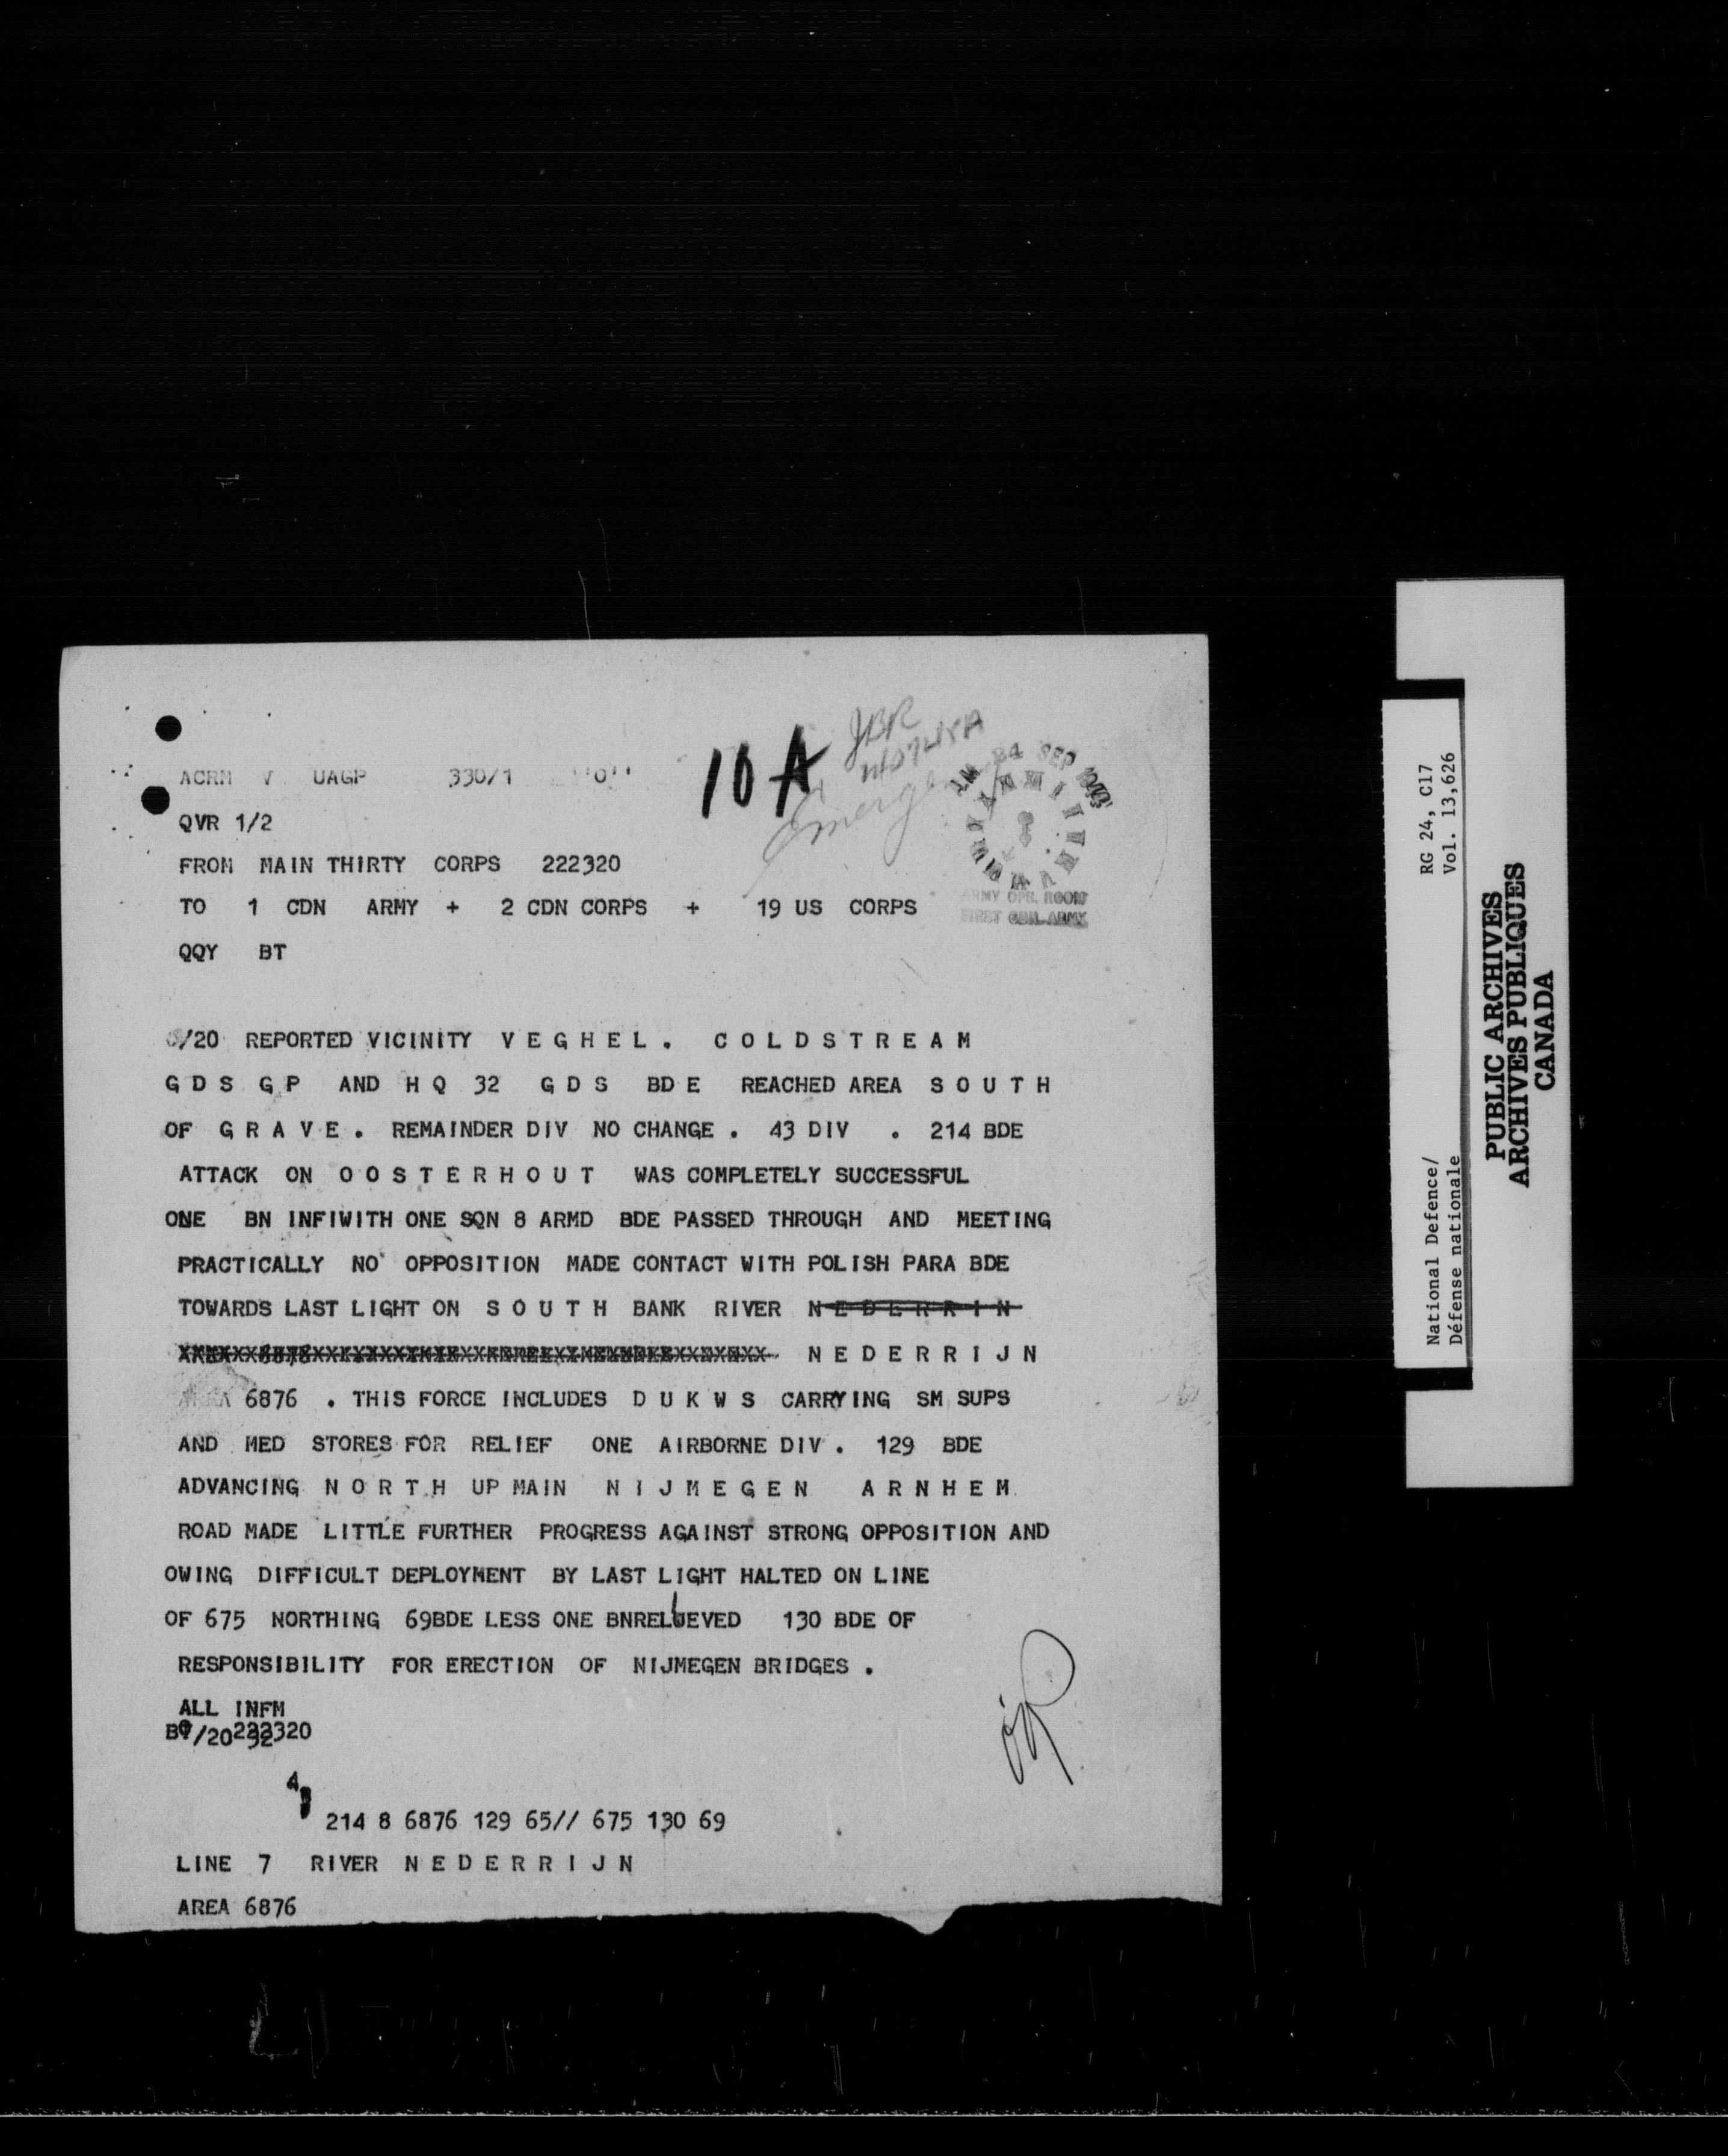 ACRM V UAGP 330/1
10 A
JBR
24 SEP
QVR 1/2
FROM MAIN THIRTY CORPS 222320
TO 1 CDN ARMY + 2 CDN CORPS + 19 US CORPS
ARMY OPR. ROOM
FIRST CDN. ARMY
QQY BT
/20 REPORTED VICINITY V E G H E L . C O L D S T R E A M
G D S G P AND H Q 32 G D S BD E REACHED AREA S O U T H
OF G R A V E . REMAINDER DIV NO CHANGE . 43 DIV . 214 BDE
ATTACK ON O O S T E R H O U T WAS COMPLETELY SUCCESSFUL
ONE BN INFIWITH ONE SQN 8 ARMD BDE PASSED THROUGH AND MEETING
PRACTICALLY NO OPPOSITION MADE CONTACT WITH POLISH PARA BDE
TOWARDS LAST LIGHT ON S O U T H BANK RIVER N E D E R R I N
N E D E R R I J N
6876 . THIS FORCE INCLUDES D U K W S CARRYING SM SUPS
AND MED STORES FOR RELIEF ONE AIRBORNE DIV . 129 BDE
ADVANCING N O R T H UP MAIN N I J M E G E N A R N H E M
ROAD MADE LITTLE FURTHER PROGRESS AGAINST STRONG OPPOSITION AND
OWING DIFFICULT DEPLOYMENT BY LAST LIGHT HALTED ON LINE
OF 675 NORTHING 69BDE LESS ONE BNRELIEVED 130 BDE OF
RESPONSIBILITY FOR ERECTION OF NIJMEGEN BRIDGES .
ALL INFM
BT 222320
/20 32
214 8 6876 129 65// 675 130 69
LINE 7 RIVER N E D E R R I J N
AREA 6876
National Defence/
Défense nationale
RG 24, C17
Vol. 13,626
PUBLIC ARCHIVES
ARCHIVES PUBLIQUES
CANADA